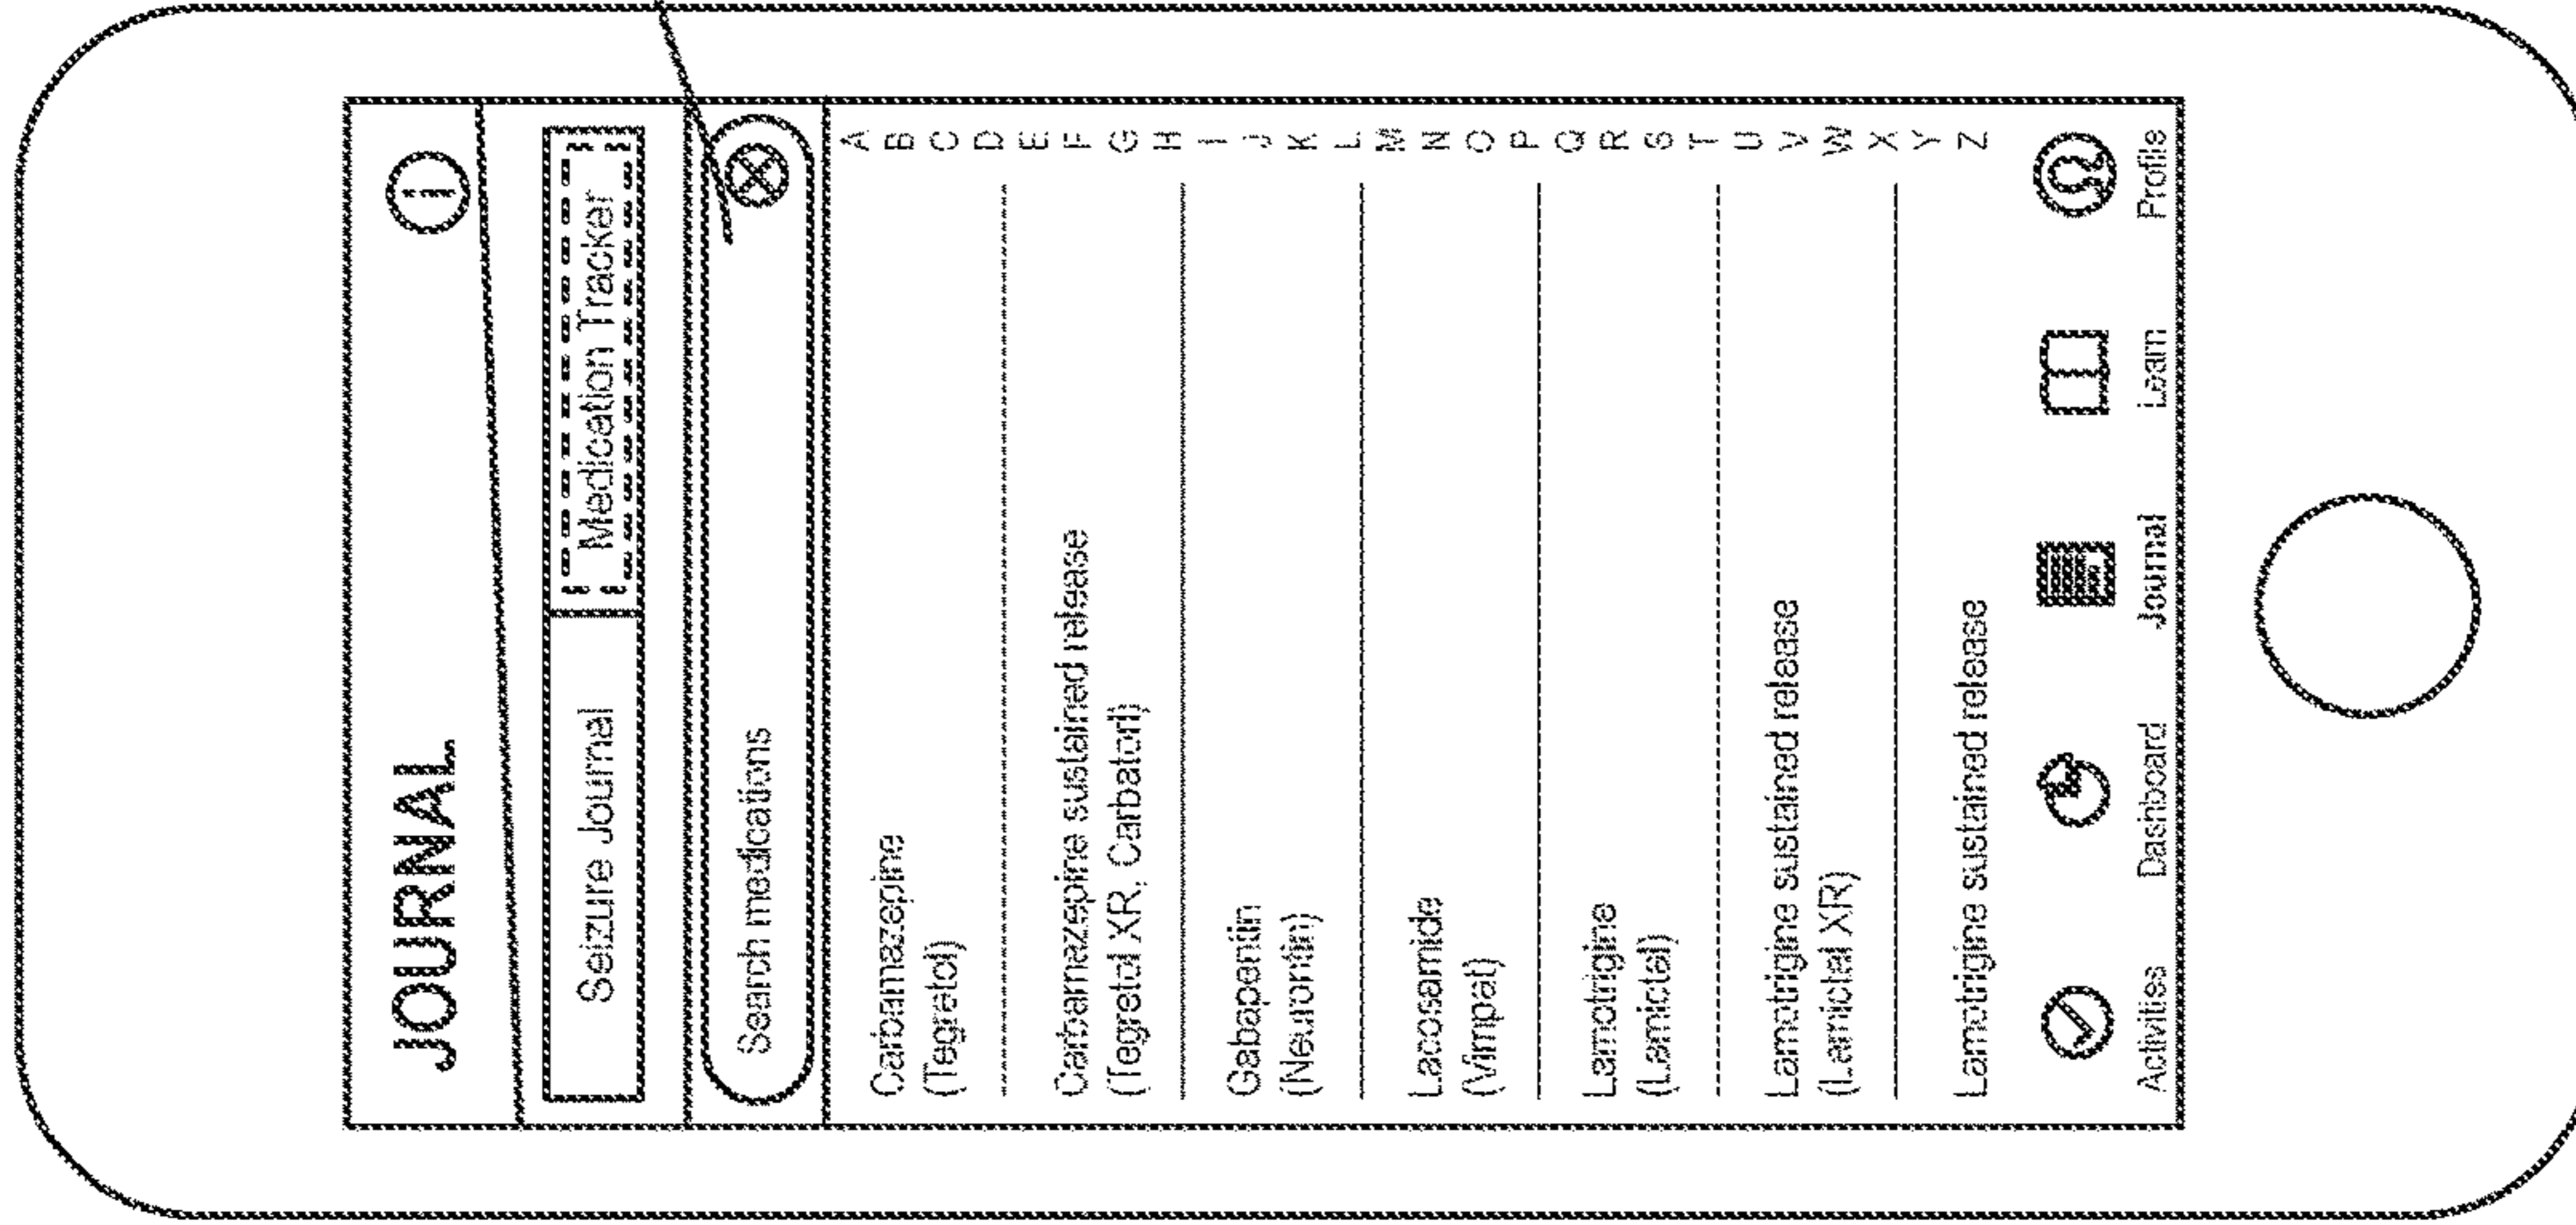 JOURNAL
i
Seizure Journal
Medication Tracker
Search medications
Carbamazepine
(Tegretol)
Carbamazepine sustained release
(Tegretol XR, Carbatorl)
Gabapentin
(Neurontin)
Lacosamide
(Vimpat)
Lamotrigine
(Lamictal)
Lamotrigine sustained release
(Lamictal XR)
Lamotrigine sustained release
A
B
C
D
E
F
G
H
I
J
K
L
M
N
O
P
Q
R
S
T
U
V
W
X
Y
Z
Activities
Dashboard
Journal
Learn
Profile